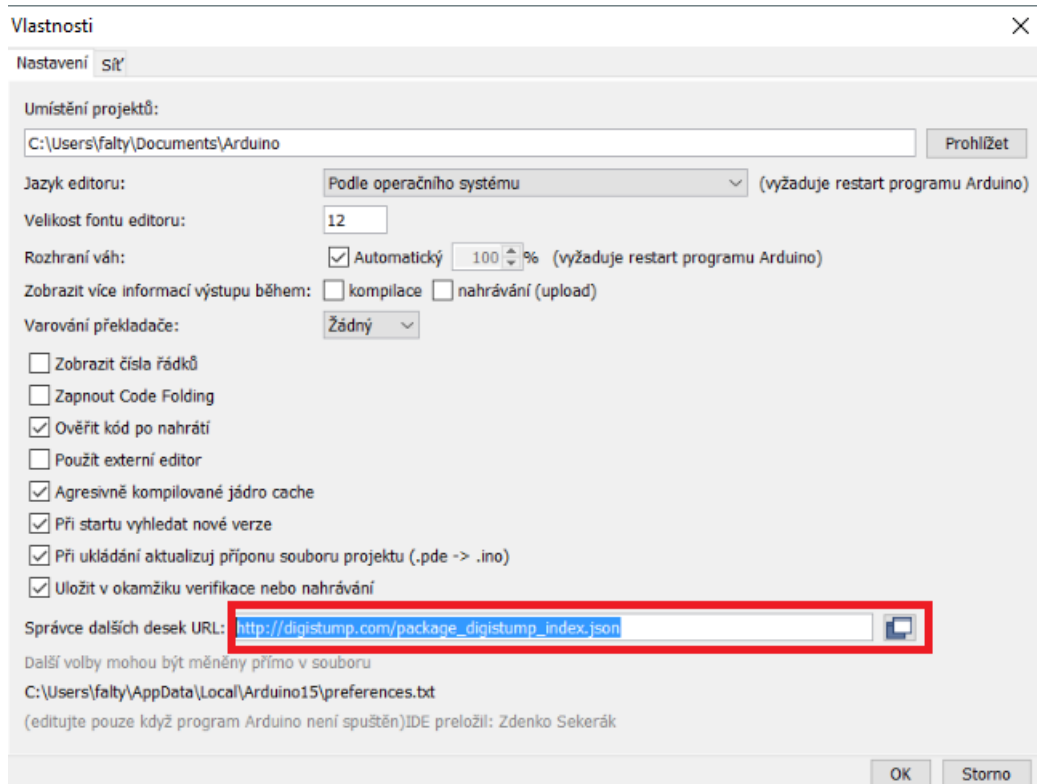 Vlastnosti
Nastavení Síť
Umístění projektů:
C:\Users\falty\Documents\Arduino Prohlížet
Jazyk editoru: Podle operačního systému (vyžaduje restart programu Arduino)
Velikost fontu editoru: 12
Rozhraní váh: Automatický 100 % (vyžaduje restart programu Arduino)
Zobrazit více informací výstupu během: kompilace nahrávání (upload)
Varování překladače: Žádný
Zobrazit čísla řádků
Zapnout Code Folding
Ověřit kód po nahrátí
Použít externí editor
Agresivně kompilované jádro cache
Při startu vyhledat nové verze
Při ukládání aktualizuj příponu souboru projektu (.pde -> .ino)
Uložit v okamžiku verifikace nebo nahrávání
Správce dalších desek URL: http://digistump.com/package_digistump_index.json
Další volby mohou být měněny přímo v souboru
C:\Users\falty\AppData\Local\Arduino15\preferences.txt
(editujte pouze když program Arduino není spuštěn)IDE preložil: Zdenko Sekerák
OK Storno